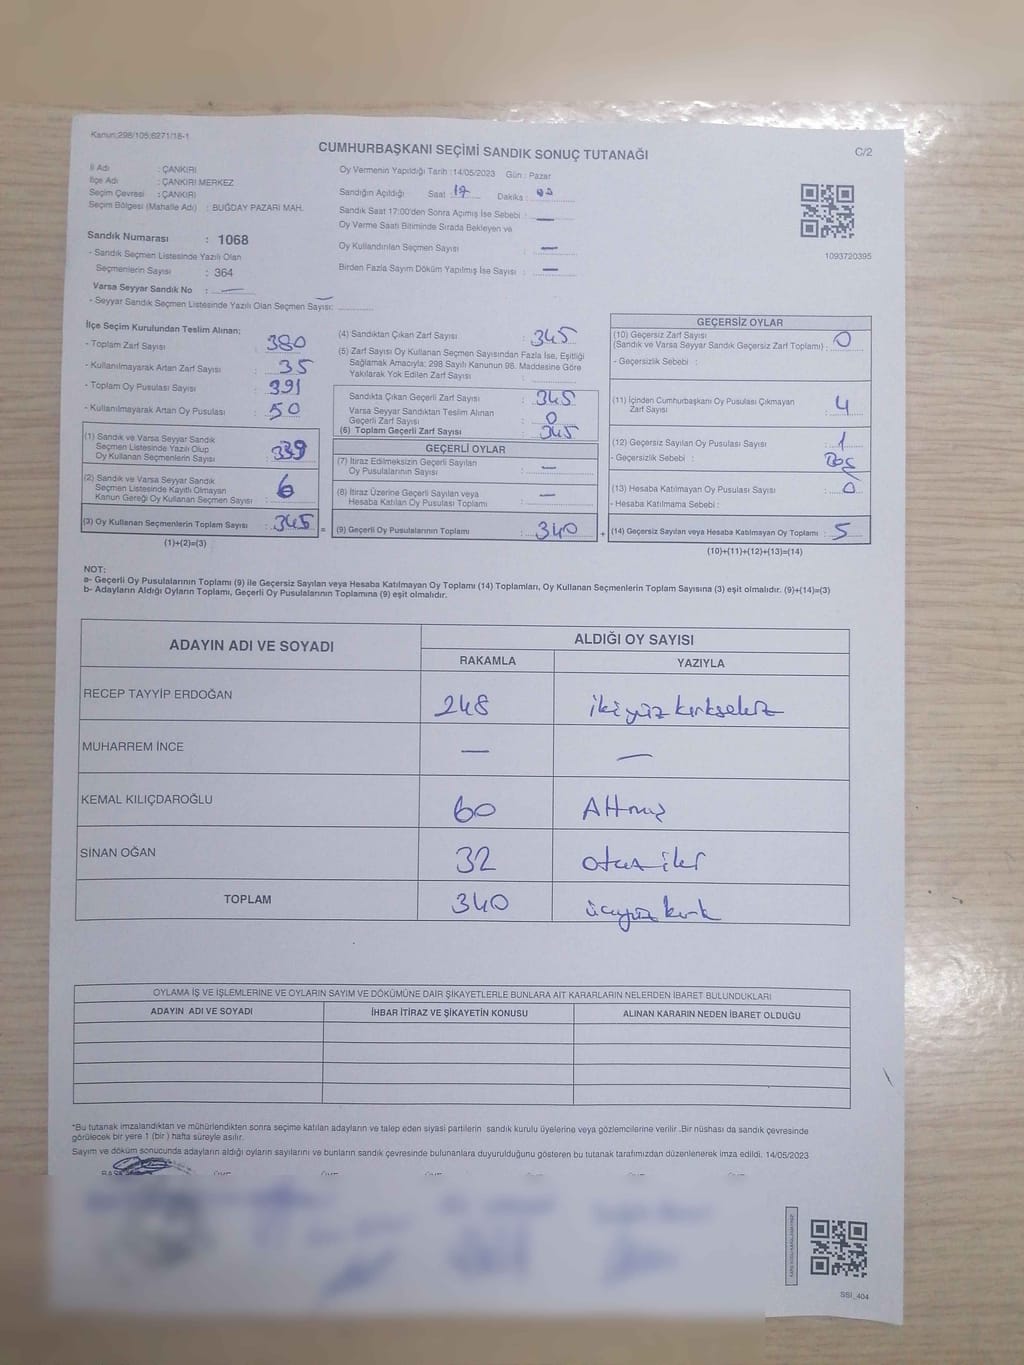 Kanun:298/105;6271/18-1
CUMHURBAŞKANI SEÇİMİ SANDIK SONUÇ TUTANAĞI
C/2
İl Adı : ÇANKIRI
İlçe Adı : ÇANKIRI MERKEZ
Seçim Çevresi : ÇANKIRI
Seçim Bölgesi (Mahalle Adı) : BUĞDAY PAZARI MAH.
Sandık Numarası : 1068
- Sandık Seçmen Listesinde Yazılı Olan
Seçmenlerin Sayısı : 364
Varsa Seyyar Sandık No : —
- Seyyar Sandık Seçmen Listesinde Yazılı Olan Seçmen Sayısı: —
Oy Vermenin Yapıldığı Tarih :14/05/2023 Gün : Pazar
Sandığın Açıldığı Saat 17 Dakika :
Sandık Saat 17:00'den Sonra Açımış İse Sebebi : —
Oy Verme Saati Bitiminde Sırada Bekleyen ve
Oy Kullandırılan Seçmen Sayısı : —
Birden Fazla Sayım Döküm Yapılmış İse Sayısı : —
1093720395
İlçe Seçim Kurulundan Teslim Alınan;
- Toplam Zarf Sayısı : 380
- Kullanılmayarak Artan Zarf Sayısı : 35
- Toplam Oy Pusulası Sayısı : 391
- Kullanılmayarak Artan Oy Pusulası : 50
(1) Sandık ve Varsa Seyyar Sandık
Seçmen Listesinde Yazılı Olup
Oy Kullanan Seçmenlerin Sayısı : 339
(2) Sandık ve Varsa Seyyar Sandık
Seçmen Listesinde Kayıtlı Olmayan
Kanun Gereği Oy Kullanan Seçmen Sayısı : 6
(3) Oy Kullanan Seçmenlerin Toplam Sayısı : 345 =
(1)+(2)=(3)
(4) Sandıktan Çıkan Zarf Sayısı : 345
(5) Zarf Sayısı Oy Kullanan Seçmen Sayısından Fazla İse, Eşitliği
Sağlamak Amacıyla; 298 Sayılı Kanunun 98. Maddesine Göre
Yakılarak Yok Edilen Zarf Sayısı :
Sandıkta Çıkan Geçerli Zarf Sayısı : 345
Varsa Seyyar Sandıktan Teslim Alınan
Geçerli Zarf Sayısı : 0
(6) Toplam Geçerli Zarf Sayısı : 345
GEÇERLİ OYLAR
(7) İtiraz Edilmeksizin Geçerli Sayılan
Oy Pusulalarının Sayısı : —
(8) İtiraz Üzerine Geçerli Sayılan veya
Hesaba Katılan Oy Pusulası Toplam : —
(9) Geçerli Oy Pusulalarının Toplamı : 340 +
GEÇERSİZ OYLAR
(10) Geçersiz Zarf Sayısı
(Sandık ve Varsa Seyyar Sandık Geçersiz Zarf Toplamı) : 0
- Geçersizlik Sebebi :
(11) İçinden Cumhurbaşkanı Oy Pusulası Çıkmayan
Zarf Sayısı : 4
(12) Geçersiz Sayılan Oy Pusulası Sayısı : 1
- Geçersizlik Sebebi : Boş
(13) Hesaba Katılmayan Oy Pusulası Sayısı : 0
- Hesaba Katılmama Sebebi :
(14) Geçersiz Sayılan veya Hesaba Katılmayan Oy Toplamı : 5
(10)+(11)+(12)+(13)=(14)
NOT:
a- Geçerli Oy Pusulalarının Toplamı (9) ile Geçersiz Sayılan veya Hesaba Katılmayan Oy Toplamı (14) Toplamları, Oy Kullanan Seçmenlerin Toplam Sayısına (3) eşit olmalıdır. (9)+(14)=(3)
b- Adayların Aldığı Oyların Toplamı, Geçerli Oy Pusulalarının Toplamına (9) eşit olmalıdır.
ADAYIN ADI VE SOYADI
ALDIĞI OY SAYISI
RAKAMLA YAZIYLA
RECEP TAYYİP ERDOĞAN 248 ikiyüzkırksekiz
MUHARREM İNCE — —
KEMAL KILIÇDAROĞLU 60 Altmış
SİNAN OĞAN 32 otuziki
TOPLAM 340 üçyüzkırk
OYLAMA İŞ VE İŞLEMLERİNE VE OYLARIN SAYIM VE DÖKÜMÜNE DAİR ŞİKAYETLERLE BUNLARA AİT KARARLARIN NELERDEN İBARET BULUNDUKLARI
ADAYIN ADI VE SOYADI İHBAR İTİRAZ VE ŞİKAYETİN KONUSU ALINAN KARARIN NEDEN İBARET OLDUĞU
*Bu tutanak imzalandıktan ve mühürlendikten sonra seçime katılan adayların ve talep eden siyasi partilerin sandık kurulu üyelerine veya gözlemcilerine verilir .Bir nüshası da sandık çevresinde
görülecek bir yere 1 (bir ) hafta süreyle asılır.
Sayım ve döküm sonucunda adayların aldığı oyların sayılarını ve bunların sandık çevresinde bulunanlara duyurulduğunu gösteren bu tutanak tarafımızdan düzenlenerek imza edildi. 14/05/2023
SSİ_404